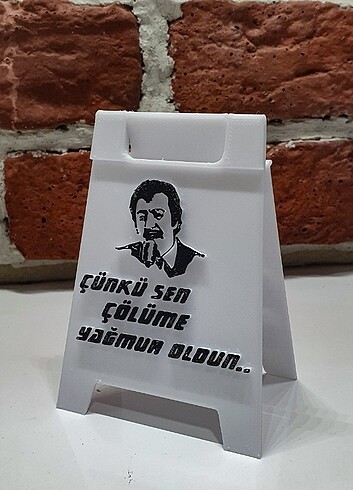 ÇÜNKÜ SEN
ÇÖLÜME
YAĞMUR OLDUN..